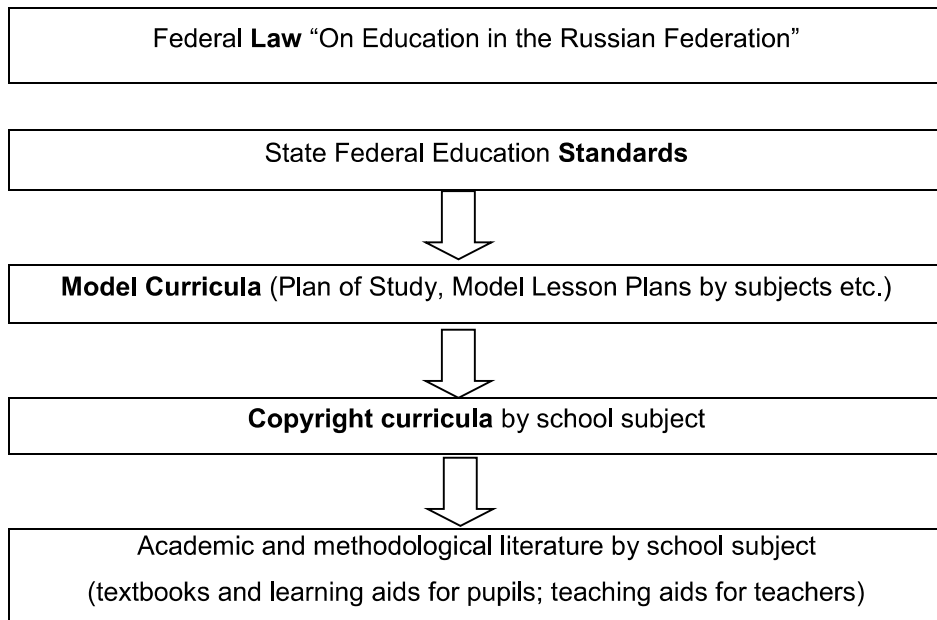 Federal Law “On Education in the Russian Federation”
State Federal Education Standards
Model Curricula (Plan of Study, Model Lesson Plans by subjects etc.)
Copyright curricula by school subject
Academic and methodological literature by school subject
(textbooks and learning aids for pupils; teaching aids for teachers)